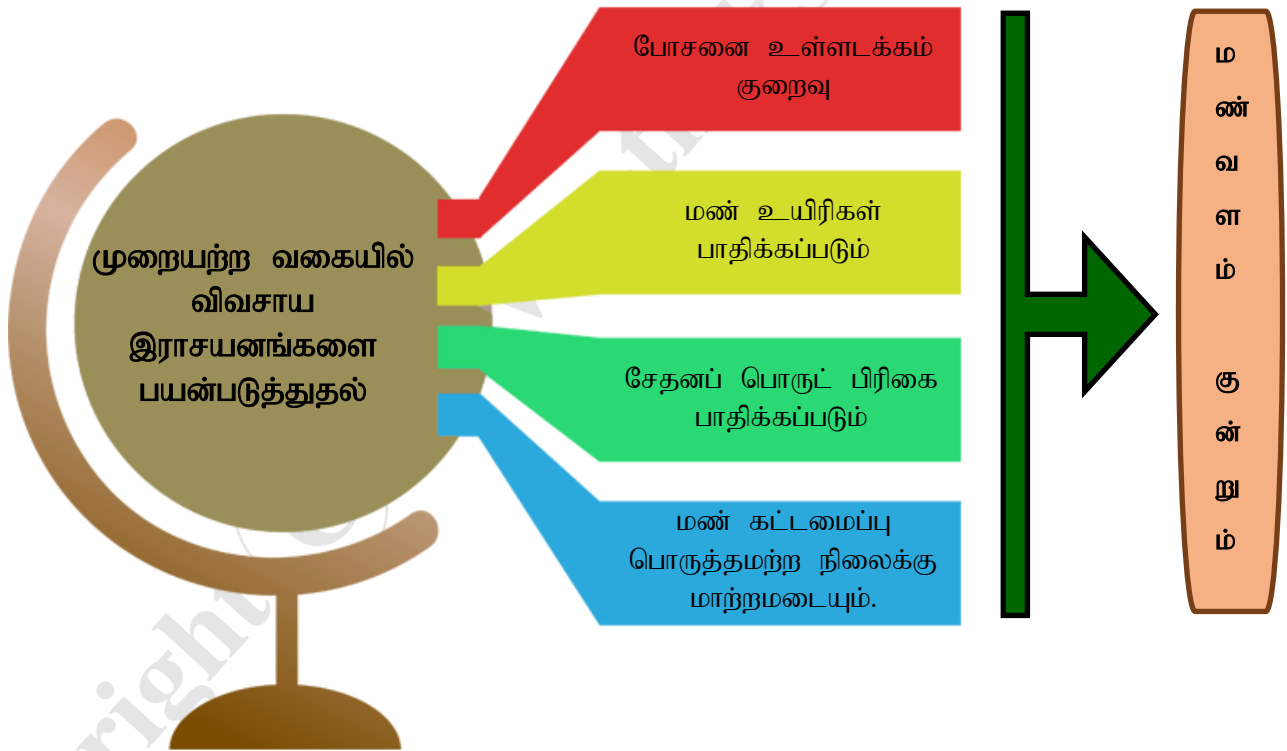 போசனை உள்ளடக்கம்
குறைவு
மண் உயிரிகள்
பாதிக்கப்படும்
முறையற்ற வகையில்
விவசாய
இராசயனங்களை
பயன்படுத்துதல்
சேதனப் பொருட் பிரிகை
பாதிக்கப்படும்
மண் கட்டமைப்பு
பொருத்தமற்ற நிலைக்கு
மாற்றமடையும்.
ம
ண்
வ
ள
ம்
கு
ன்
று
ம்